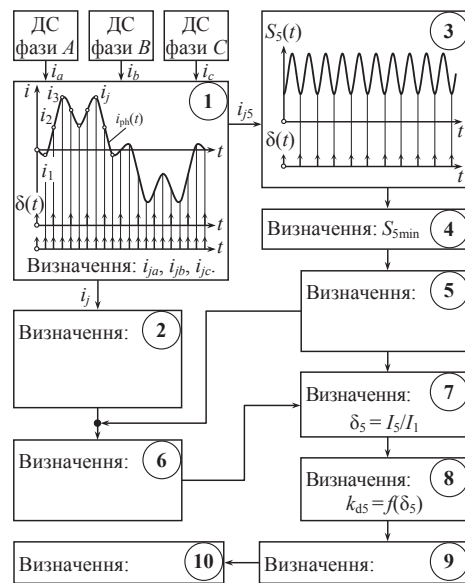 ДС фази A
ДС фази B
ДС фази C
i_a
i_b
i_c
1
i
i_3
i_j
i_2
i_ph(t)
t
i_1
δ(t)
t
t
Визначення: i_ja, i_jb, i_jc.
i_j5
3
S_5(t)
t
δ(t)
t
4
Визначення: S_5min
5
Визначення:
i_j
2
Визначення:
6
Визначення:
7
Визначення:
δ_5 = I_5/I_1
8
Визначення:
k_d5 = f(δ_5)
9
Визначення:
10
Визначення: